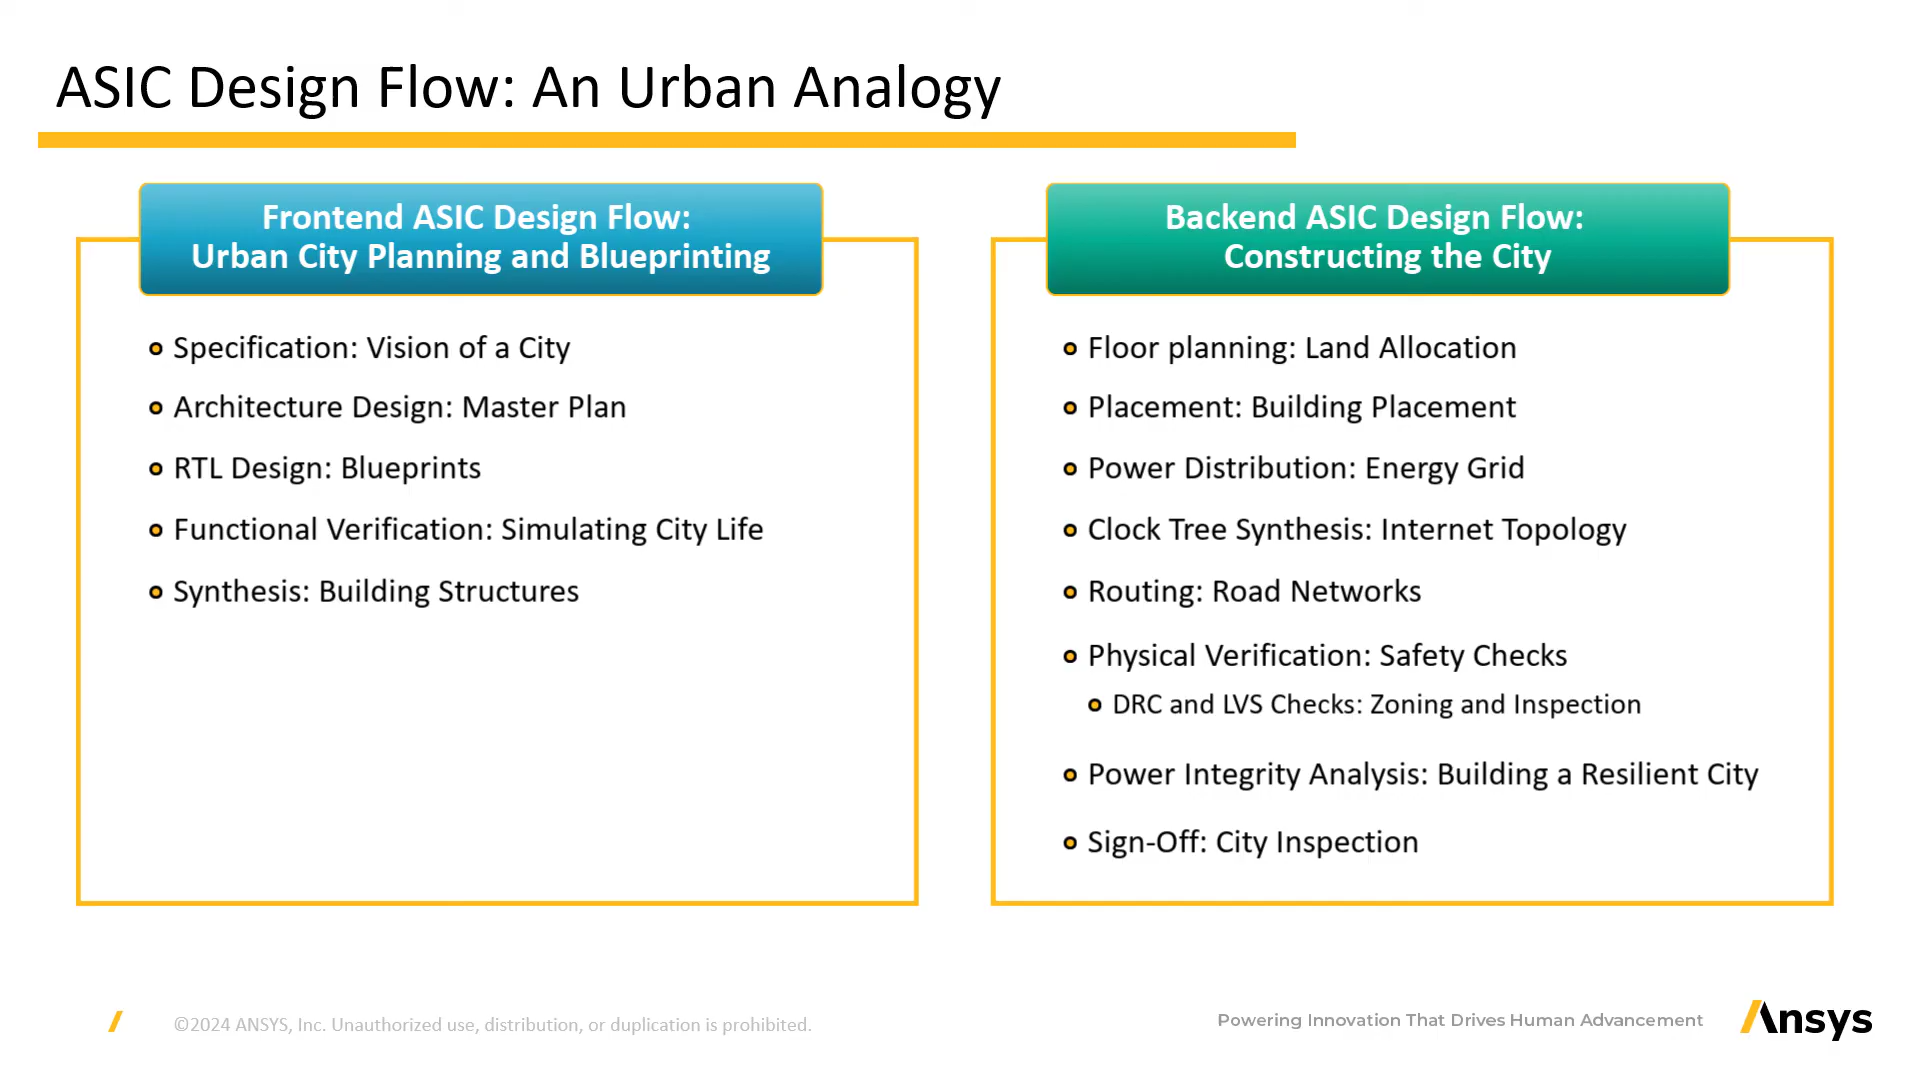 ASIC Design Flow: An Urban Analogy
Frontend ASIC Design Flow:
Urban City Planning and Blueprinting
Specification: Vision of a City
Architecture Design: Master Plan
RTL Design: Blueprints
Functional Verification: Simulating City Life
Synthesis: Building Structures
Backend ASIC Design Flow:
Constructing the City
Floor planning: Land Allocation
Placement: Building Placement
Power Distribution: Energy Grid
Clock Tree Synthesis: Internet Topology
Routing: Road Networks
Physical Verification: Safety Checks
DRC and LVS Checks: Zoning and Inspection
Power Integrity Analysis: Building a Resilient City
Sign-Off: City Inspection
©2024 ANSYS, Inc. Unauthorized use, distribution, or duplication is prohibited.
Powering Innovation That Drives Human Advancement
Ansys